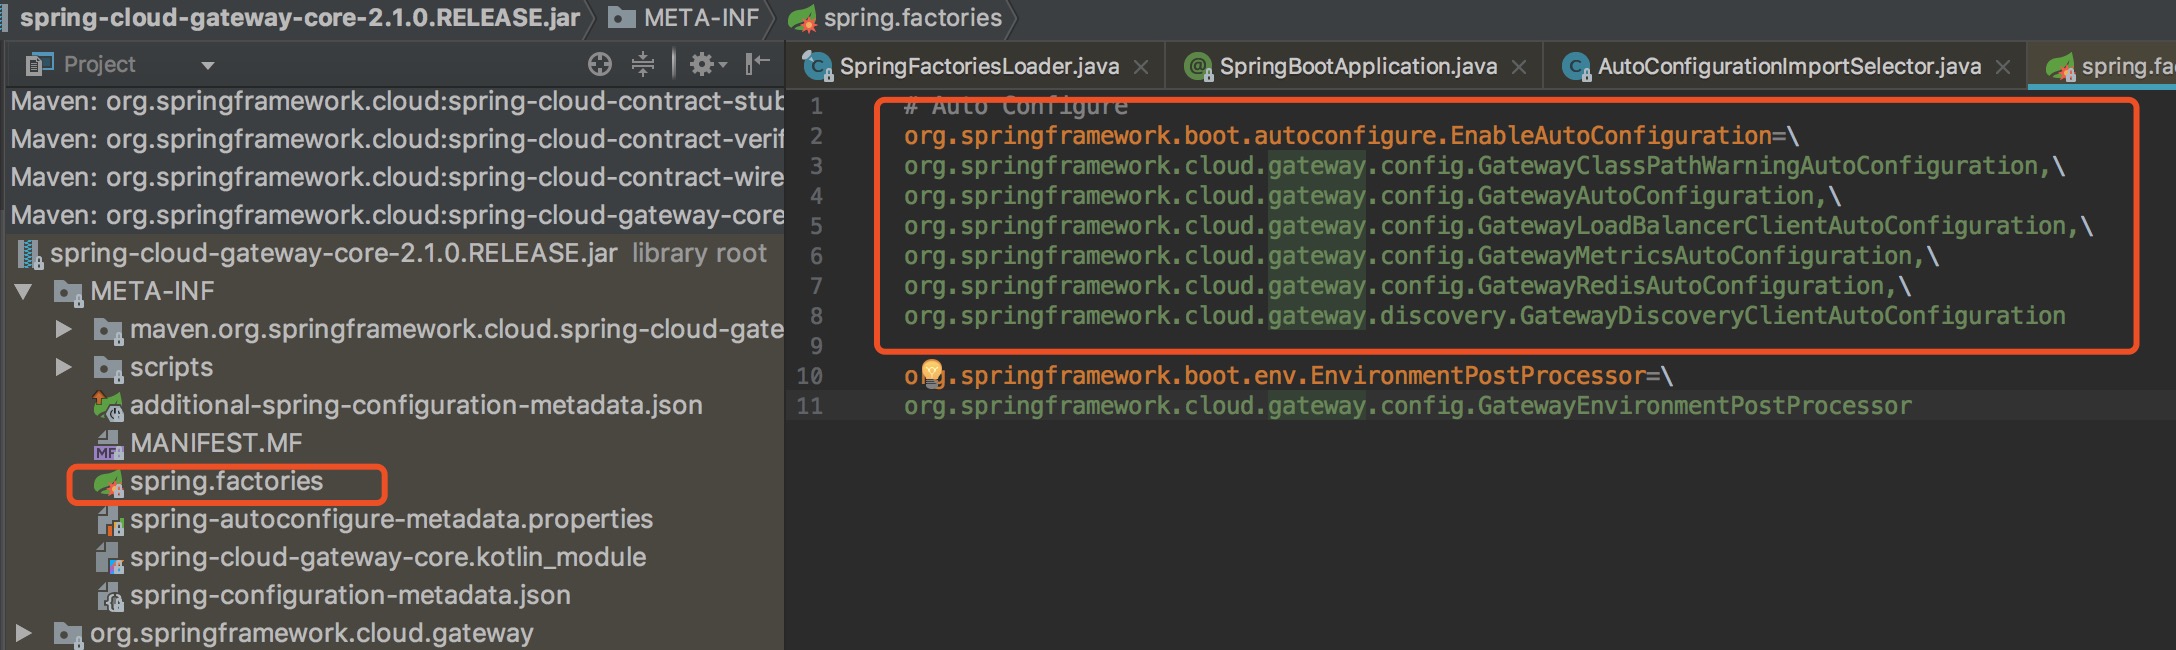 spring-cloud-gateway-core-2.1.0.RELEASE.jar META-INF spring.factories
Project
SpringFactoriesLoader.java SpringBootApplication.java AutoConfigurationImportSelector.java spring.fa
Maven: org.springframework.cloud:spring-cloud-contract-stub
Maven: org.springframework.cloud:spring-cloud-contract-verif
Maven: org.springframework.cloud:spring-cloud-contract-wire
Maven: org.springframework.cloud:spring-cloud-gateway-core
spring-cloud-gateway-core-2.1.0.RELEASE.jar library root
META-INF
maven.org.springframework.cloud.spring-cloud-gate
scripts
additional-spring-configuration-metadata.json
MANIFEST.MF
spring.factories
spring-autoconfigure-metadata.properties
spring-cloud-gateway-core.kotlin_module
spring-configuration-metadata.json
org.springframework.cloud.gateway
1 # Auto Configure
2 org.springframework.boot.autoconfigure.EnableAutoConfiguration=\
3 org.springframework.cloud.gateway.config.GatewayClassPathWarningAutoConfiguration,\
4 org.springframework.cloud.gateway.config.GatewayAutoConfiguration,\
5 org.springframework.cloud.gateway.config.GatewayLoadBalancerClientAutoConfiguration,\
6 org.springframework.cloud.gateway.config.GatewayMetricsAutoConfiguration,\
7 org.springframework.cloud.gateway.config.GatewayRedisAutoConfiguration,\
8 org.springframework.cloud.gateway.discovery.GatewayDiscoveryClientAutoConfiguration
9
10 org.springframework.boot.env.EnvironmentPostProcessor=\
11 org.springframework.cloud.gateway.config.GatewayEnvironmentPostProcessor